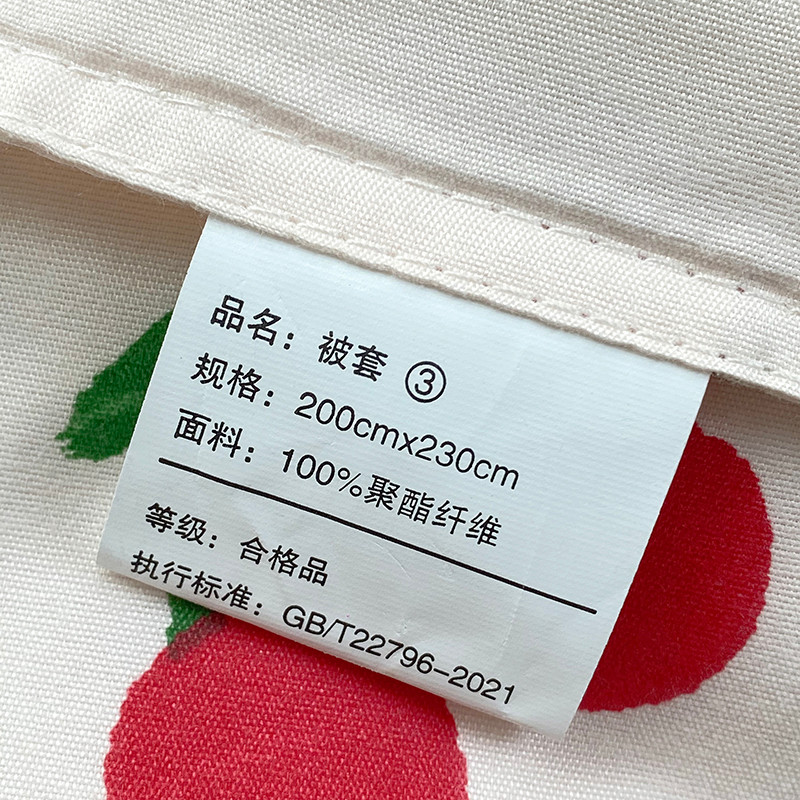 品名：被套 ③
规格：200cmx230cm
面料：100%聚酯纤维
等级：合格品
执行标准：GB/T22796-2021